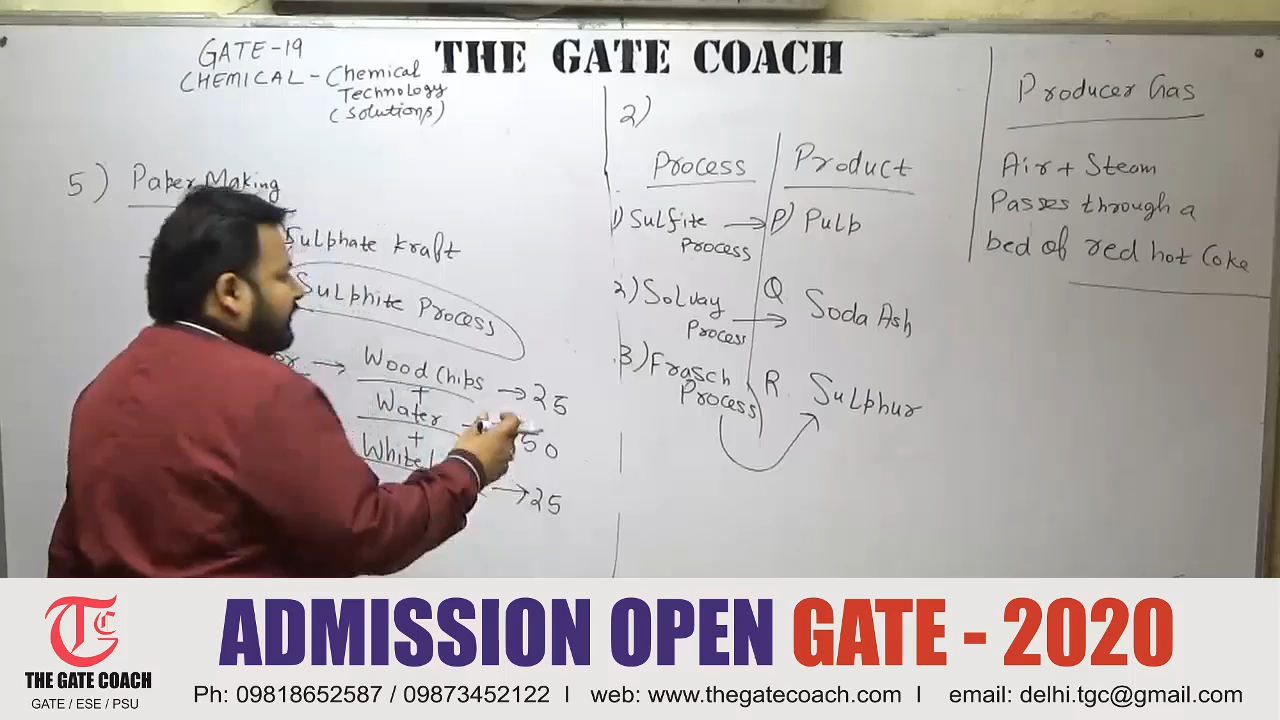 THE GATE COACH
GATE-19
CHEMICAL - Chemical
Technology
(Solutions)
5) Paper Making
Sulphate Kraft
Sulphite Process
→ Wood Chips → 25
+
Water
50
+
White
→ 25
2)
Process Product
1) Sulfite → P) Pulp
Process
2) Solvay Q Soda Ash
Process →
3) Frasch R. Sulphur
Process
Producer Gas
Air + Steam
Passes through a
bed of red hot Coke
TGC
THE GATE COACH
GATE / ESE / PSU
ADMISSION OPEN GATE - 2020
Ph: 09818652587 / 09873452122 I web: www.thegatecoach.com I email: delhi.tgc@gmail.com